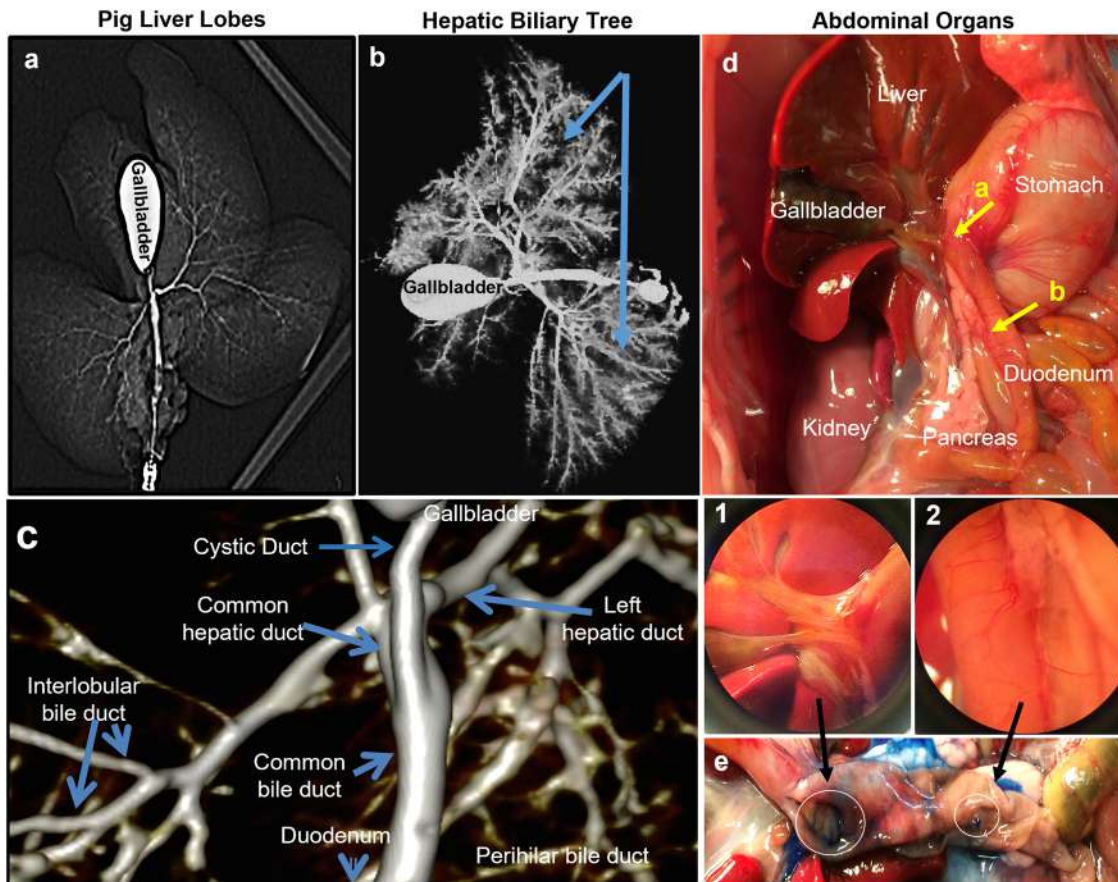 Pig Liver Lobes
Hepatic Biliary Tree
Abdominal Organs
a
Gallbladder
b
Gallbladder
d
Liver
Gallbladder
a
Stomach
b
Duodenum
Kidney
Pancreas
c
Gallbladder
Cystic Duct
Common
hepatic duct
Left
hepatic duct
Interlobular
bile duct
Common
bile duct
Duodenum
Perihilar bile duct
1
2
e